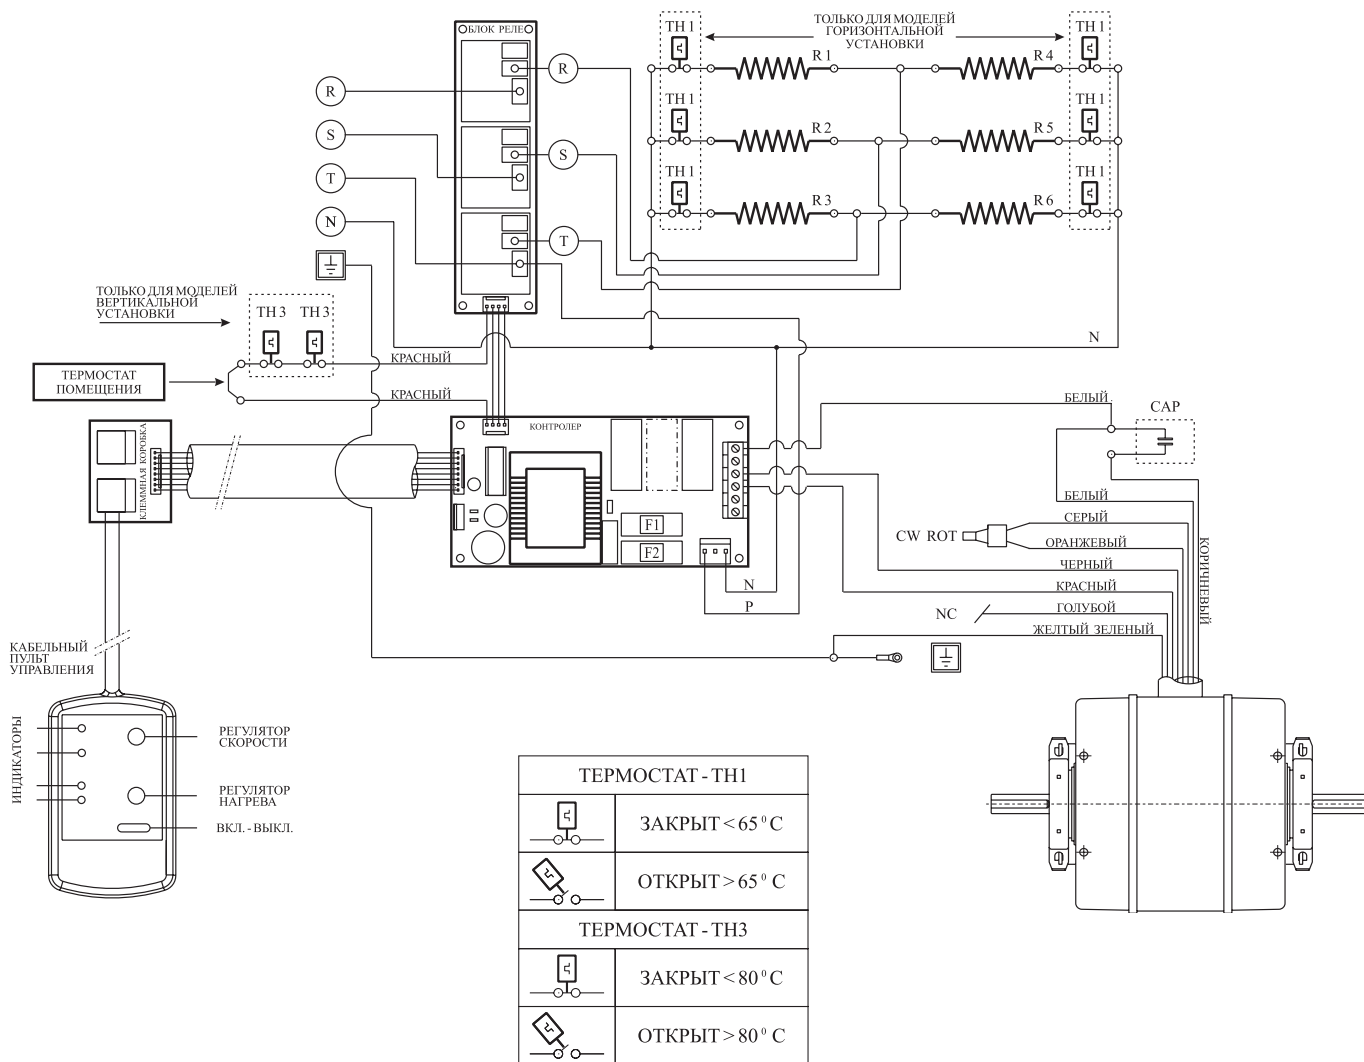 БЛОК РЕЛЕ
R
S
T
N
R
S
T
TH 1
ТОЛЬКО ДЛЯ МОДЕЛЕЙ
ГОРИЗОНТАЛЬНОЙ
УСТАНОВКИ
TH 1
R 1
R 4
TH 1
TH 1
R 2
R 5
TH 1
TH 1
R 3
R 6
N
ТОЛЬКО ДЛЯ МОДЕЛЕЙ
ВЕРТИКАЛЬНОЙ
УСТАНОВКИ
TH 3
TH 3
КРАСНЫЙ
ТЕРМОСТАТ
ПОМЕЩЕНИЯ
КРАСНЫЙ
КЛЕММНАЯ КОРОБКА
КОНТРОЛЕР
F1
F2
N
P
БЕЛЫЙ
CAP
БЕЛЫЙ
СЕРЫЙ
CW ROT
ОРАНЖЕВЫЙ
ЧЕРНЫЙ
КРАСНЫЙ
NC
ГОЛУБОЙ
ЖЕЛТЫЙ ЗЕЛЕНЫЙ
КОРИЧНЕВЫЙ
КАБЕЛЬНЫЙ
ПУЛЬТ
УПРАВЛЕНИЯ
ИНДИКАТОРЫ
РЕГУЛЯТОР
СКОРОСТИ
РЕГУЛЯТОР
НАГРЕВА
ВКЛ. - ВЫКЛ.
ТЕРМОСТАТ - TH1
ЗАКРЫТ < 65 ⁰ C
ОТКРЫТ > 65 ⁰ C
ТЕРМОСТАТ - TH3
ЗАКРЫТ < 80 ⁰ C
ОТКРЫТ > 80 ⁰ C